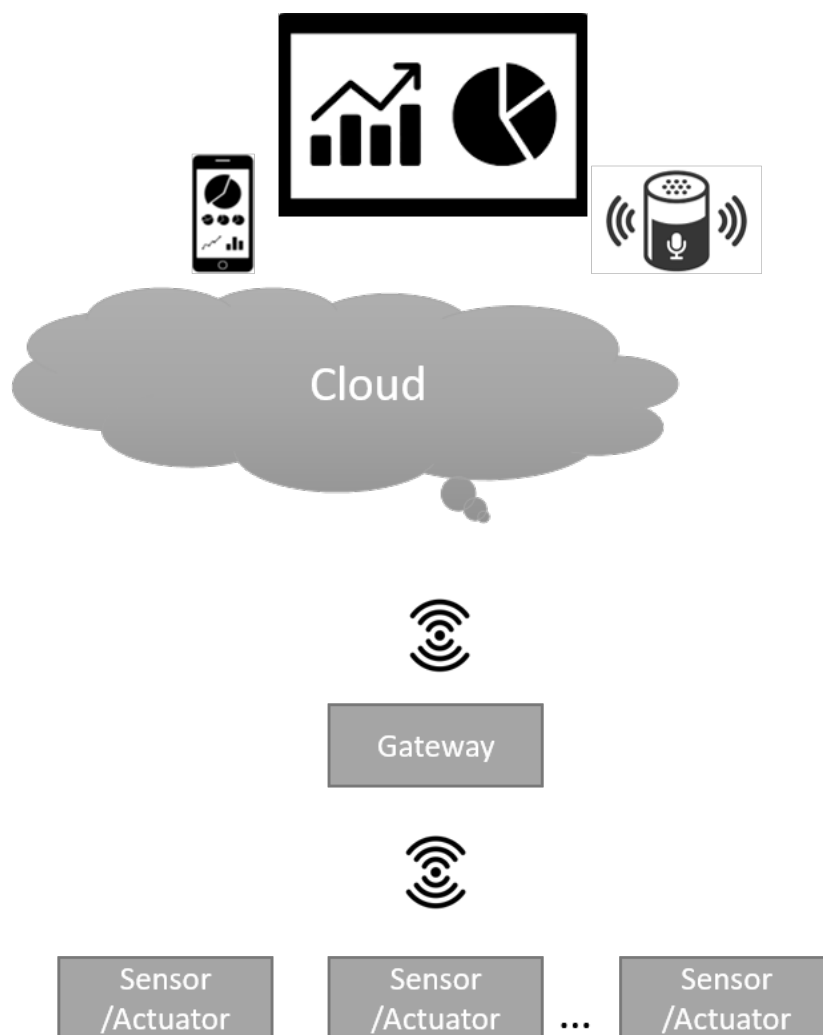 Cloud
Gateway
Sensor
/Actuator
Sensor
/Actuator
...
Sensor
/Actuator